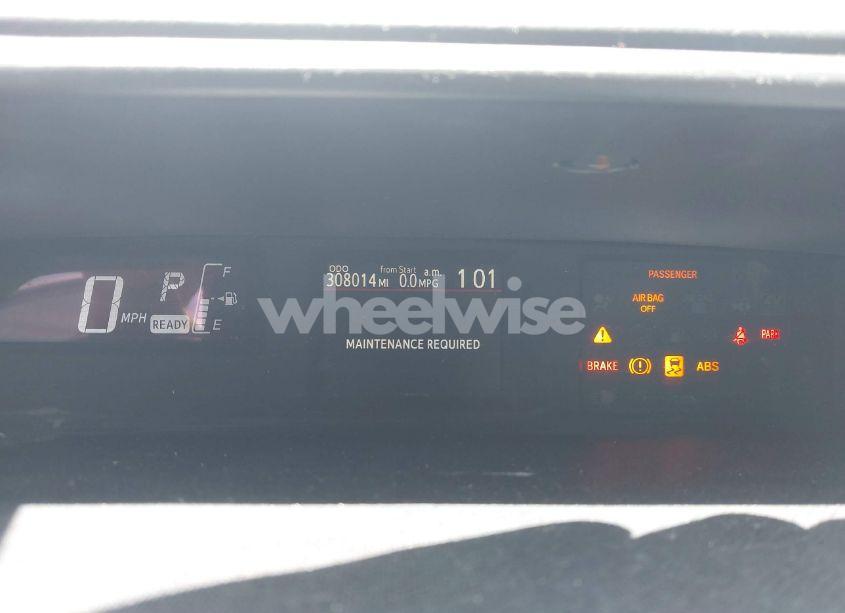 PASSENGER
ODO from Start a.m. 1 01
308014 MI 0.0 MPG
F
P
0 MPH READY
E
AIR BAG
OFF
wheelwise
MAINTENANCE REQUIRED
BRAKE ABS